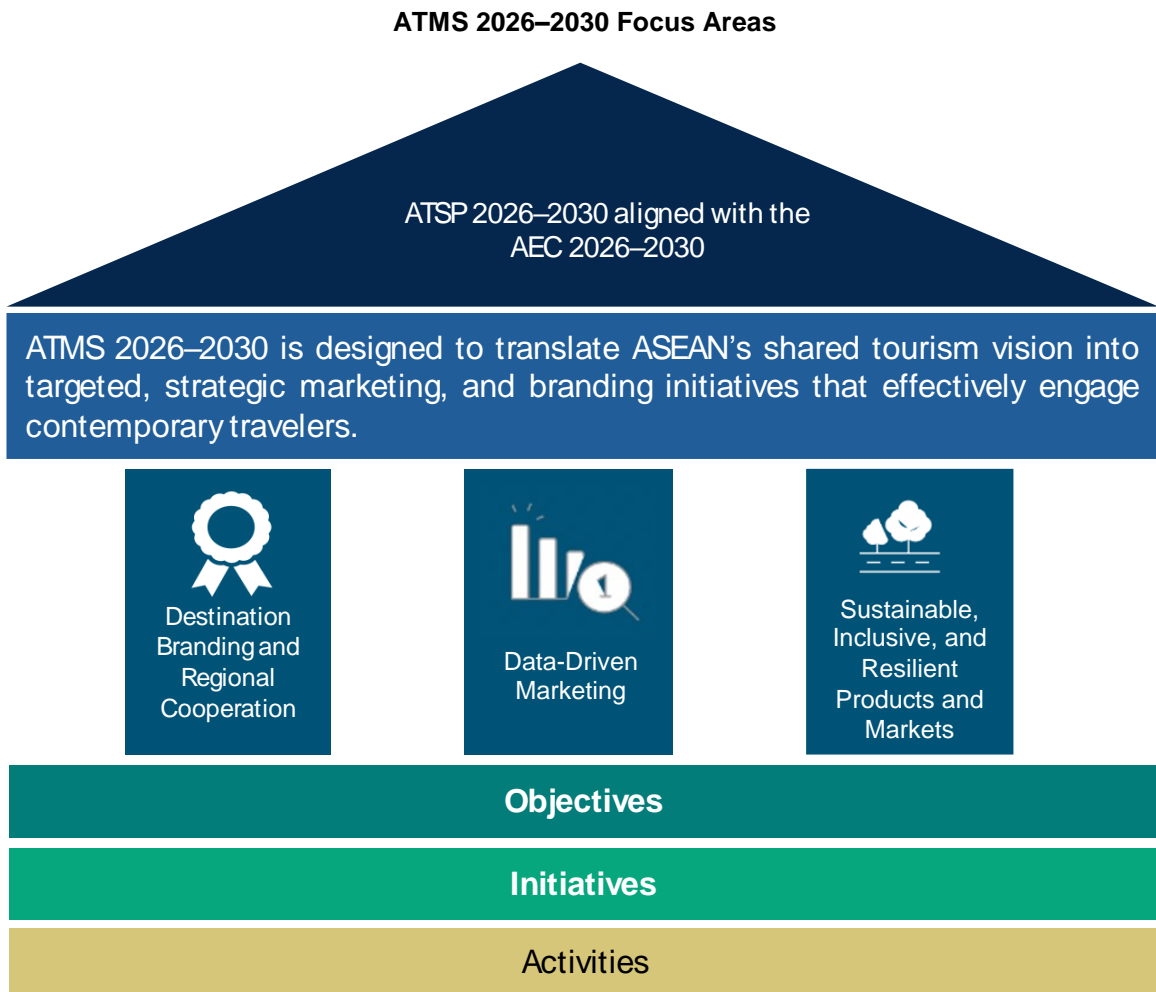 ATMS 2026–2030 Focus Areas
ATSP 2026–2030 aligned with the
AEC 2026–2030
ATMS 2026–2030 is designed to translate ASEAN’s shared tourism vision into
targeted, strategic marketing, and branding initiatives that effectively engage
contemporary travelers.
Destination
Branding and
Regional
Cooperation
Data-Driven
Marketing
Sustainable,
Inclusive, and
Resilient
Products and
Markets
Objectives
Initiatives
Activities